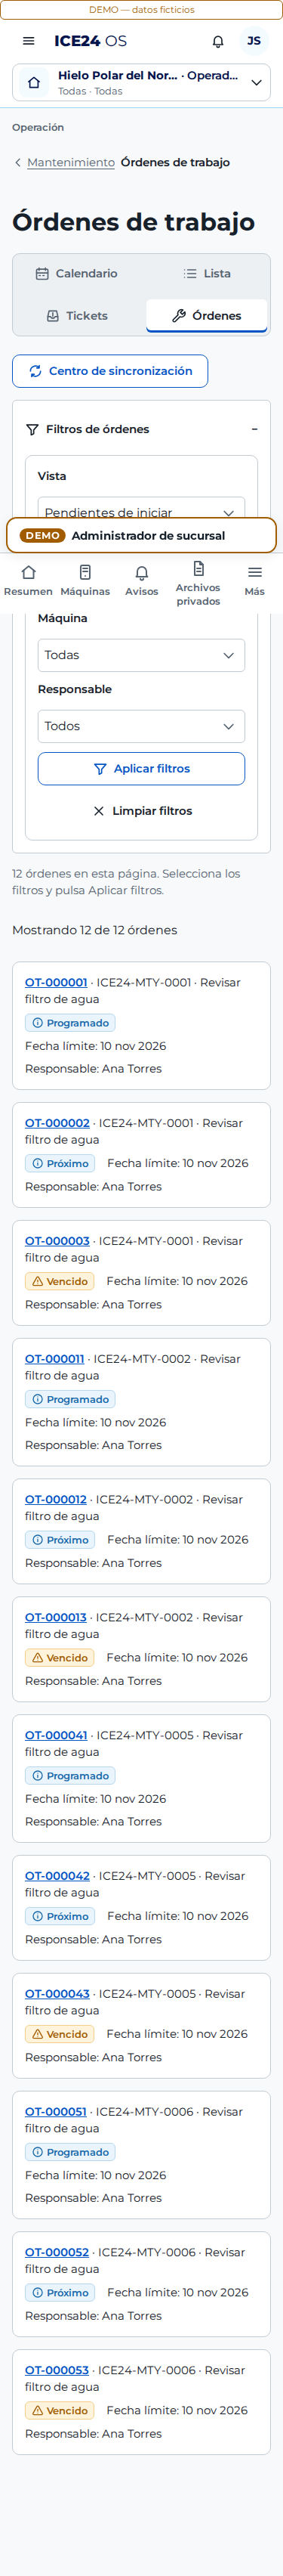 DEMO — datos ficticios
ICE24 OS
JS
Hielo Polar del Nor... · Operad...
Todas · Todas
Operación
Mantenimiento Órdenes de trabajo
Órdenes de trabajo
Calendario
Lista
Tickets
Órdenes
Centro de sincronización
Filtros de órdenes
−
Vista
Pendientes de iniciar
DEMO Administrador de sucursal
Resumen
Máquinas
Avisos
Archivos
privados
Más
Máquina
Todas
Responsable
Todos
Aplicar filtros
Limpiar filtros
12 órdenes en esta página. Selecciona los
filtros y pulsa Aplicar filtros.
Mostrando 12 de 12 órdenes
OT-000001 · ICE24-MTY-0001 · Revisar
filtro de agua
Programado
Fecha límite: 10 nov 2026
Responsable: Ana Torres
OT-000002 · ICE24-MTY-0001 · Revisar
filtro de agua
Próximo Fecha límite: 10 nov 2026
Responsable: Ana Torres
OT-000003 · ICE24-MTY-0001 · Revisar
filtro de agua
Vencido Fecha límite: 10 nov 2026
Responsable: Ana Torres
OT-000011 · ICE24-MTY-0002 · Revisar
filtro de agua
Programado
Fecha límite: 10 nov 2026
Responsable: Ana Torres
OT-000012 · ICE24-MTY-0002 · Revisar
filtro de agua
Próximo Fecha límite: 10 nov 2026
Responsable: Ana Torres
OT-000013 · ICE24-MTY-0002 · Revisar
filtro de agua
Vencido Fecha límite: 10 nov 2026
Responsable: Ana Torres
OT-000041 · ICE24-MTY-0005 · Revisar
filtro de agua
Programado
Fecha límite: 10 nov 2026
Responsable: Ana Torres
OT-000042 · ICE24-MTY-0005 · Revisar
filtro de agua
Próximo Fecha límite: 10 nov 2026
Responsable: Ana Torres
OT-000043 · ICE24-MTY-0005 · Revisar
filtro de agua
Vencido Fecha límite: 10 nov 2026
Responsable: Ana Torres
OT-000051 · ICE24-MTY-0006 · Revisar
filtro de agua
Programado
Fecha límite: 10 nov 2026
Responsable: Ana Torres
OT-000052 · ICE24-MTY-0006 · Revisar
filtro de agua
Próximo Fecha límite: 10 nov 2026
Responsable: Ana Torres
OT-000053 · ICE24-MTY-0006 · Revisar
filtro de agua
Vencido Fecha límite: 10 nov 2026
Responsable: Ana Torres